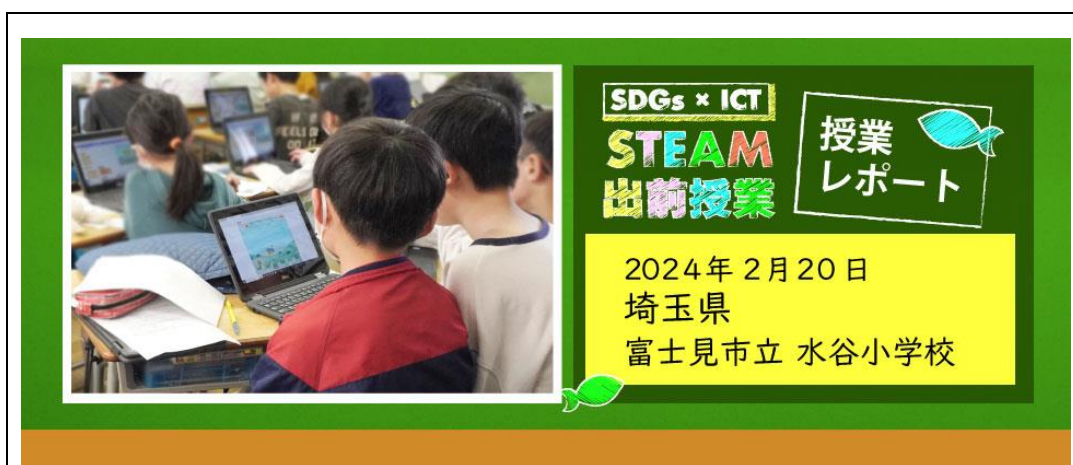 SDGs × ICT
STEAM
出前授業
授業
レポート
2024年2月20日
埼玉県
富士見市立 水谷小学校